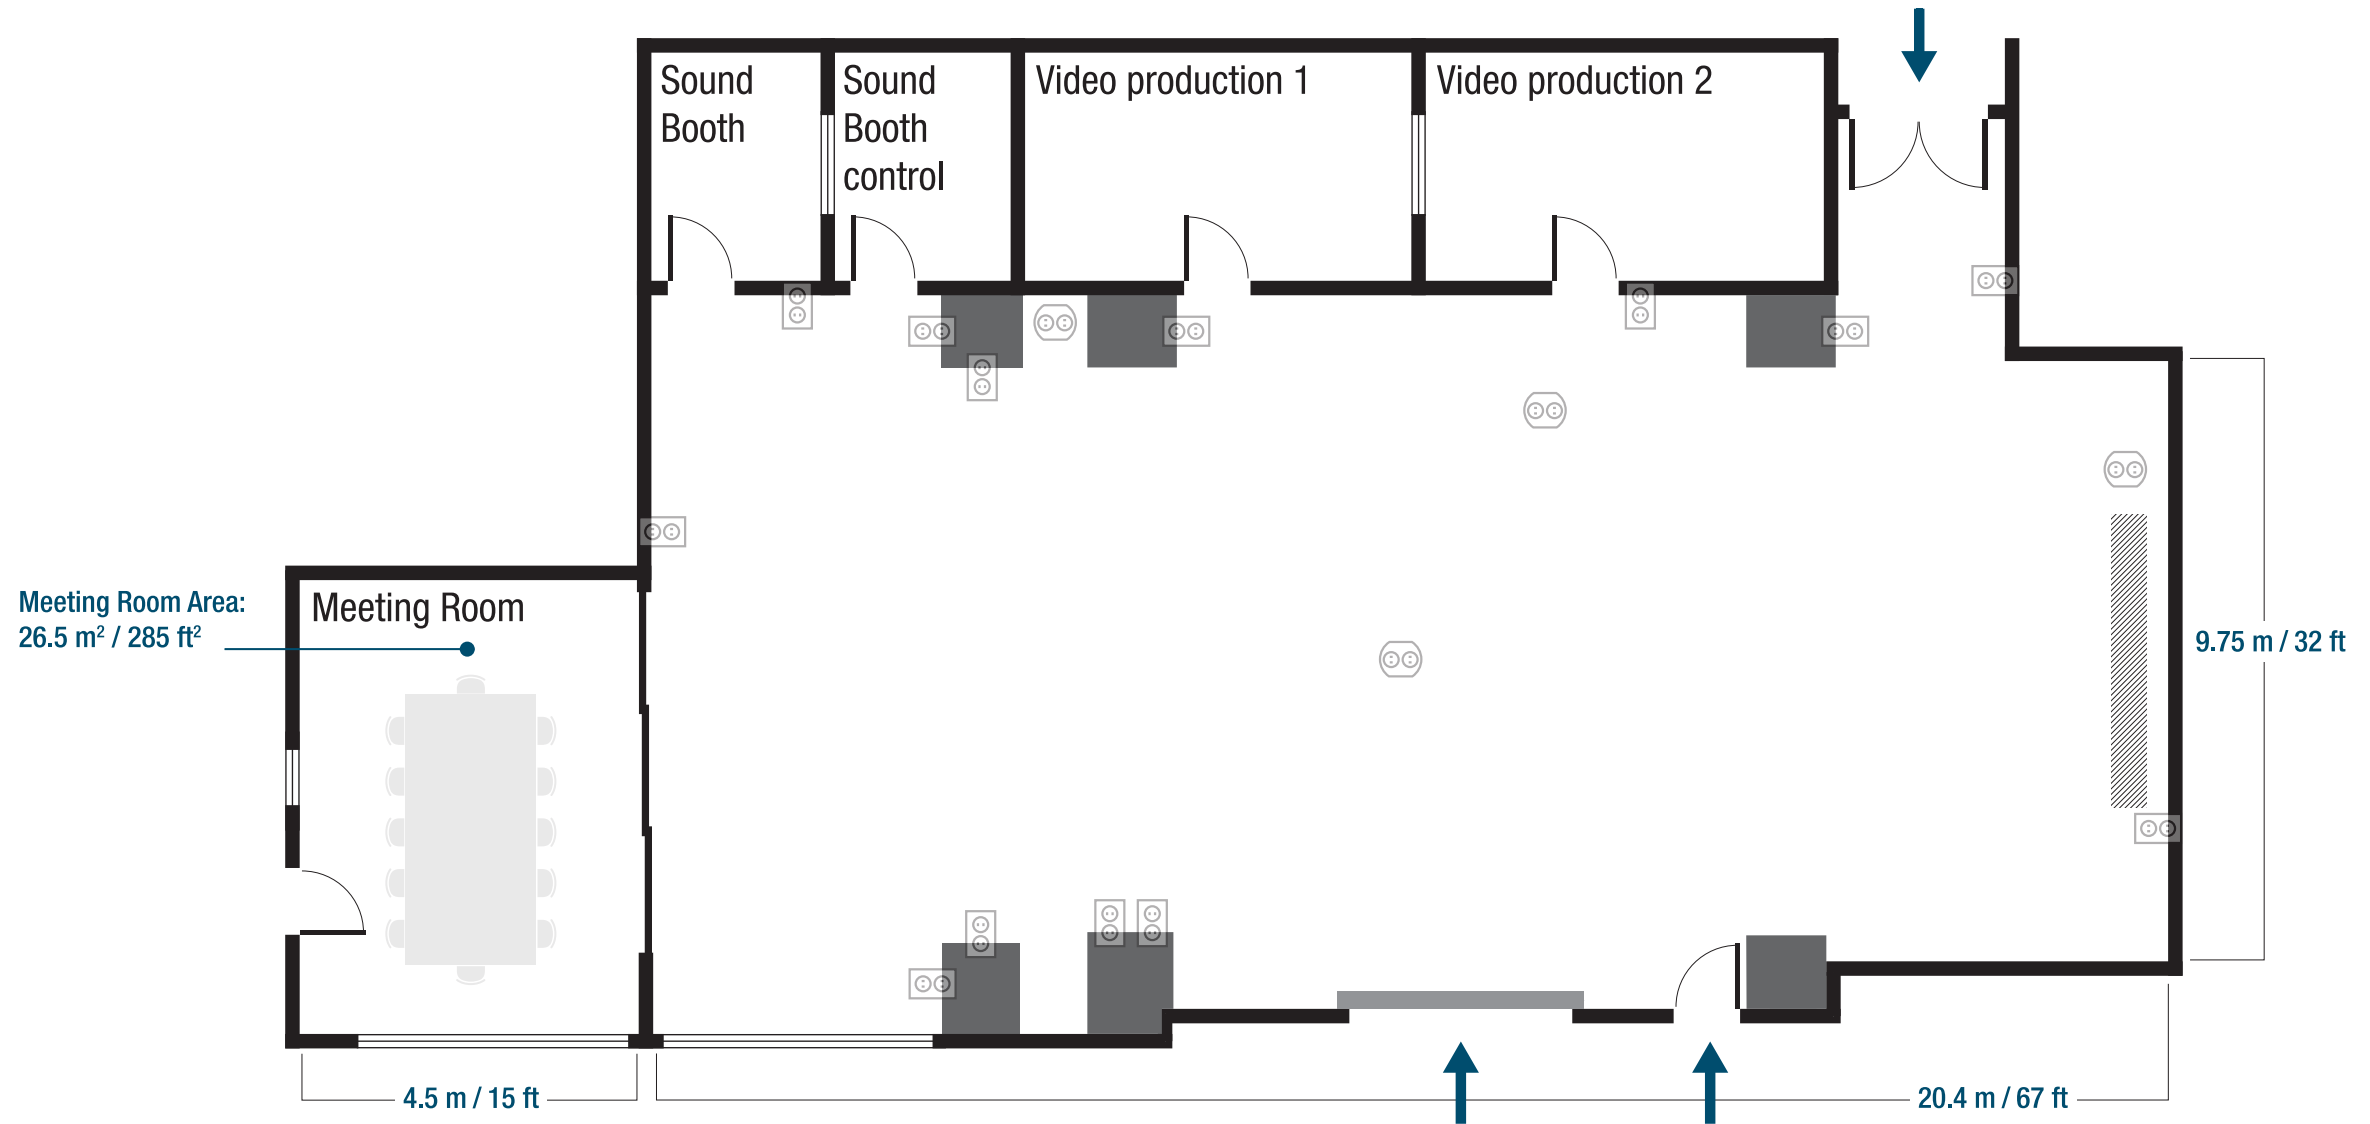 Sound
Booth
Sound
Booth
control
Video production 1
Video production 2
Meeting Room Area:
26.5 m² / 285 ft²
Meeting Room
9.75 m / 32 ft
4.5 m / 15 ft
20.4 m / 67 ft